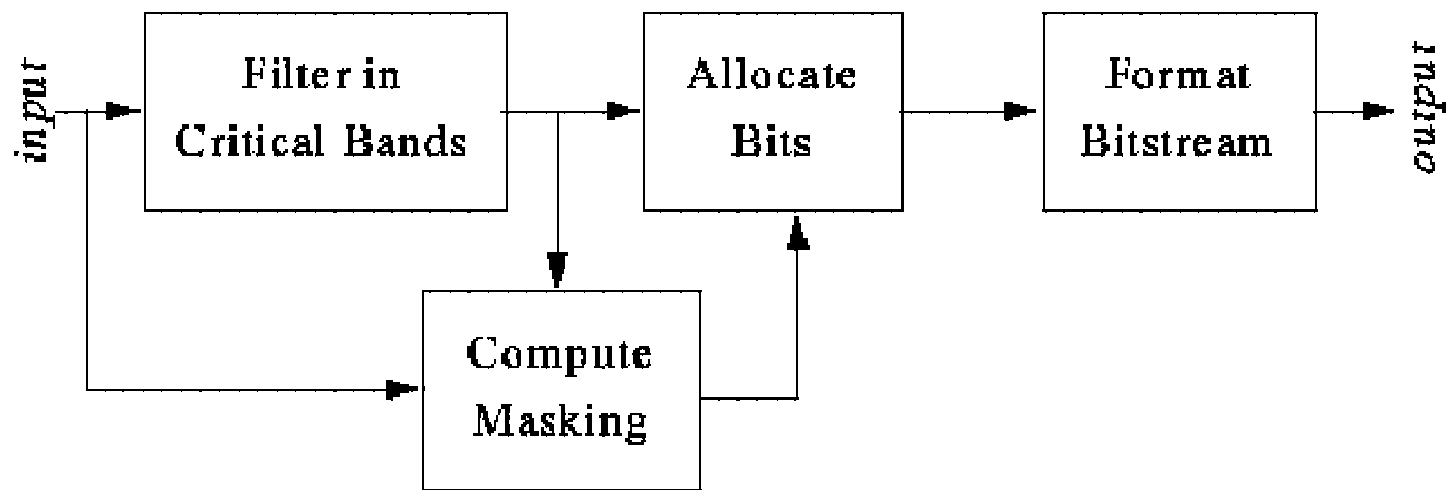 input
Filter in
Critical Bands
Allocate
Bits
Format
Bitstream
output
Compute
Masking